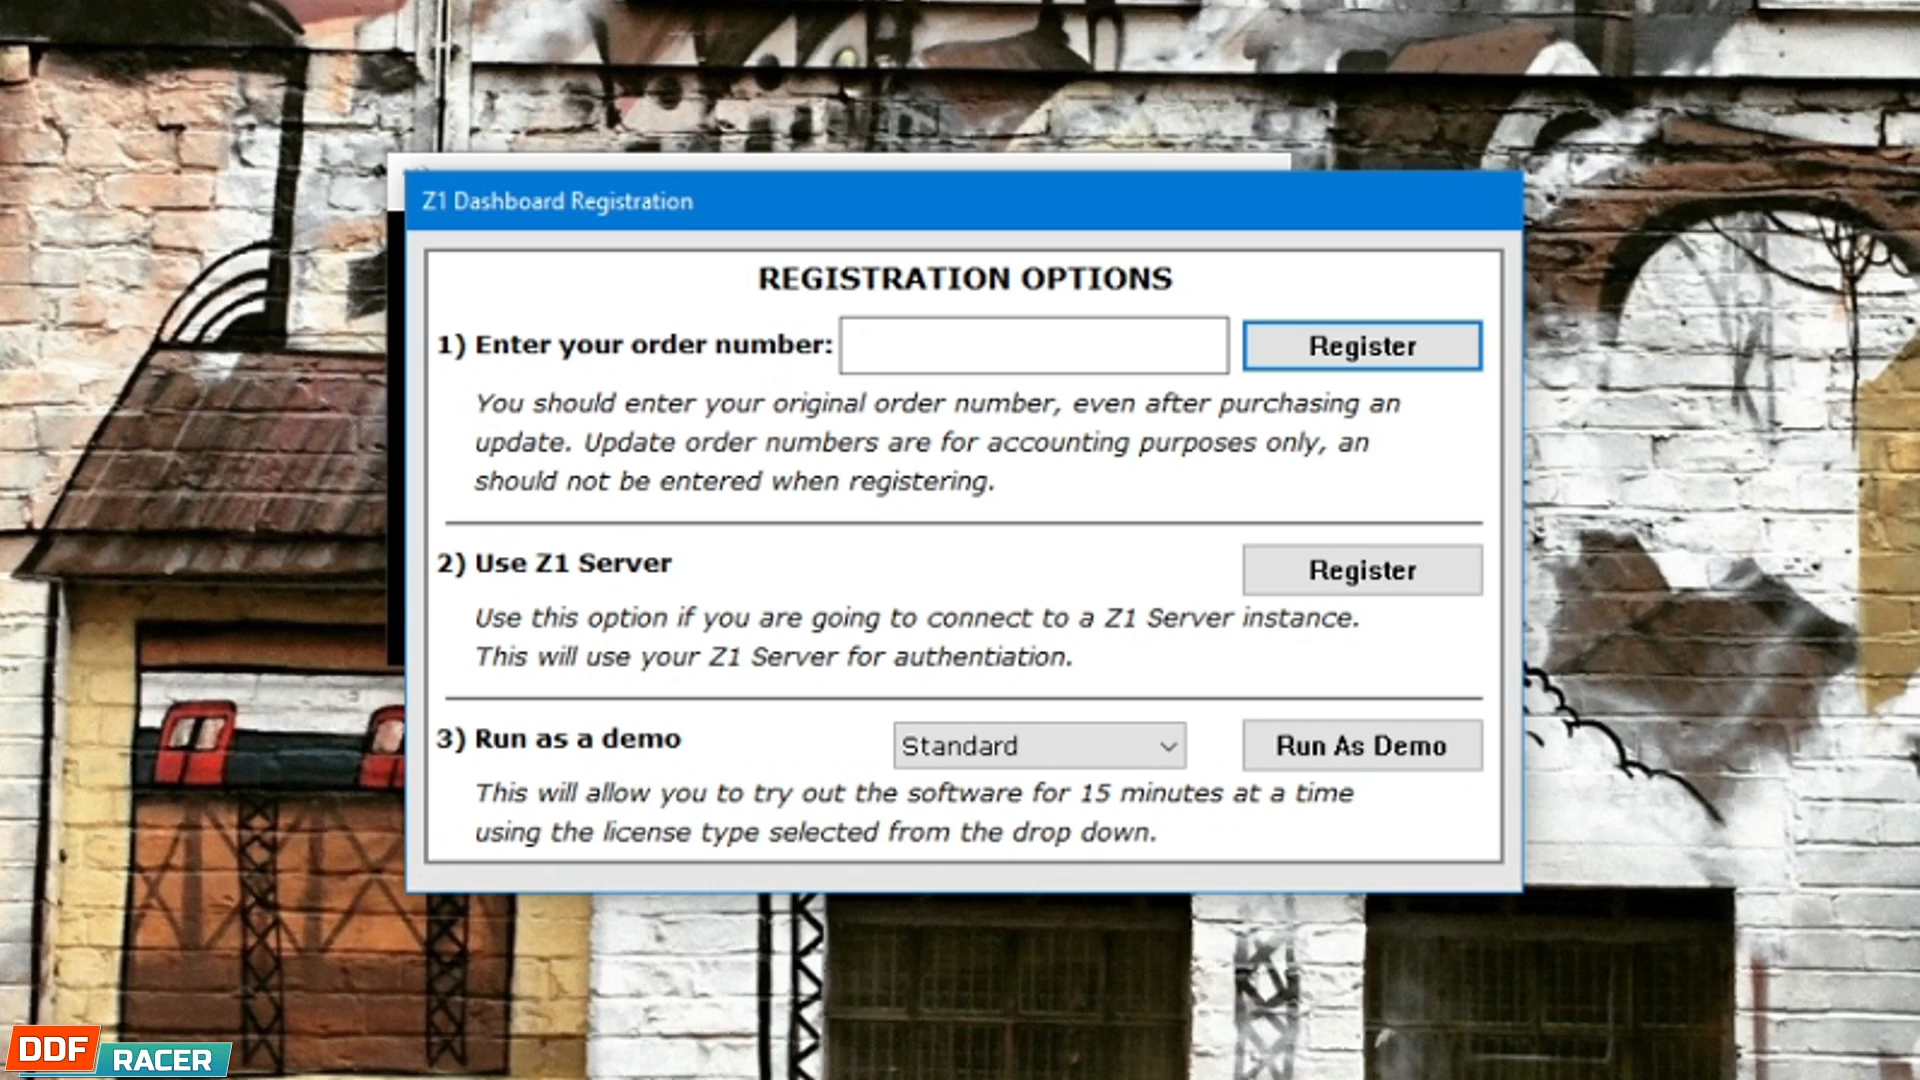 Z1 Dashboard Registration
REGISTRATION OPTIONS
1) Enter your order number: Register
You should enter your original order number, even after purchasing an
update. Update order numbers are for accounting purposes only, an
should not be entered when registering.
2) Use Z1 Server Register
Use this option if you are going to connect to a Z1 Server instance.
This will use your Z1 Server for authentiation.
3) Run as a demo Standard Run As Demo
This will allow you to try out the software for 15 minutes at a time
using the license type selected from the drop down.
DDF RACER